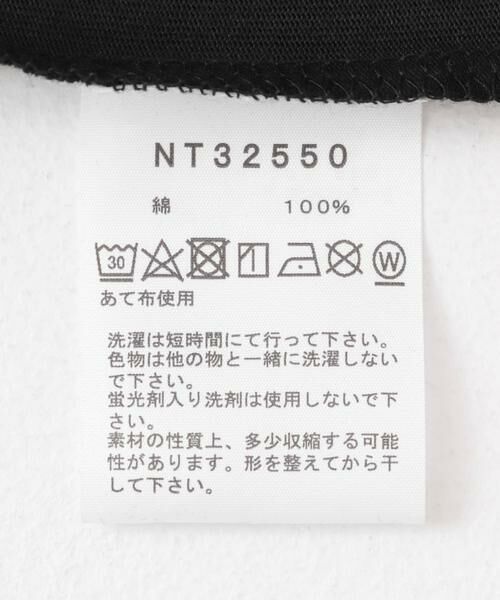 NT32550
綿 100%
30 W
あて布使用
洗濯は短時間にて行って下さい。
色物は他の物と一緒に洗濯しない
で下さい。
蛍光剤入り洗剤は使用しないで下
さい。
素材の性質上、多少収縮する可能
性があります。形を整えてから干
して下さい。